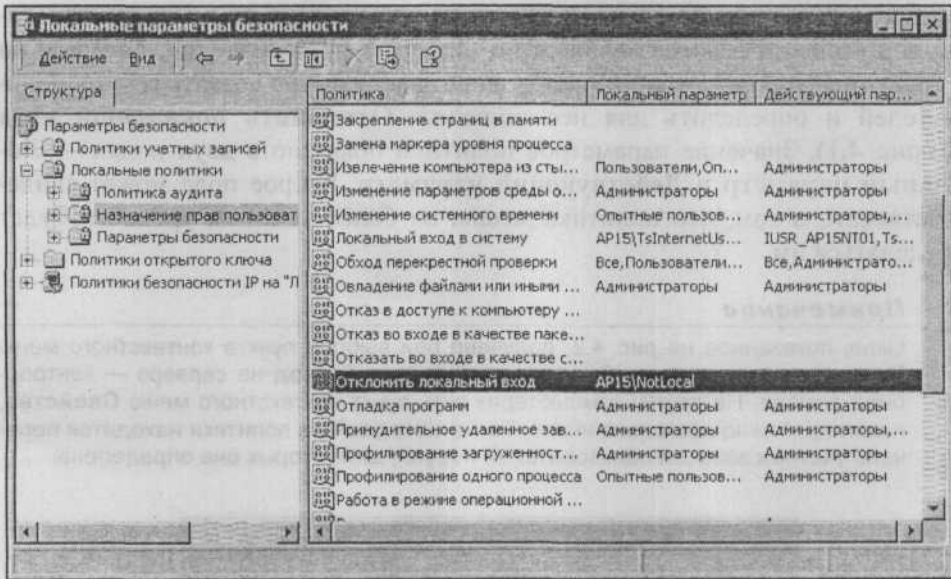 Локальные параметры безопасности
Действие Вид
Структура
Параметры безопасности
Политики учетных записей
Локальные политики
Политика аудита
Назначение прав пользоват
Параметры безопасности
Политики открытого ключа
Политики безопасности IP на "Л
Политика Локальный параметр Действующий пар...
Закрепление страниц в памяти
Замена маркера уровня процесса
Извлечение компьютера из сты... Пользователи,Оп... Администраторы
Изменение параметров среды о... Администраторы Администраторы
Изменение системного времени Опытные пользов... Администраторы,...
Локальный вход в систему AP15\TsInternetUs... IUSR_AP15NT01,Ts...
Обход перекрестной проверки Все,Пользователи... Все,Администрато...
Овладение файлами или иными ... Администраторы Администраторы
Отказ в доступе к компьютеру ...
Отказ во входе в качестве паке...
Отказать во входе в качестве с...
Отклонить локальный вход AP15\NotLocal
Отладка программ Администраторы Администраторы
Принудительное удаленное зав... Администраторы Администраторы,...
Профилирование загруженност... Администраторы Администраторы
Профилирование одного процесса Опытные пользов... Администраторы
Работа в режиме операционной ...